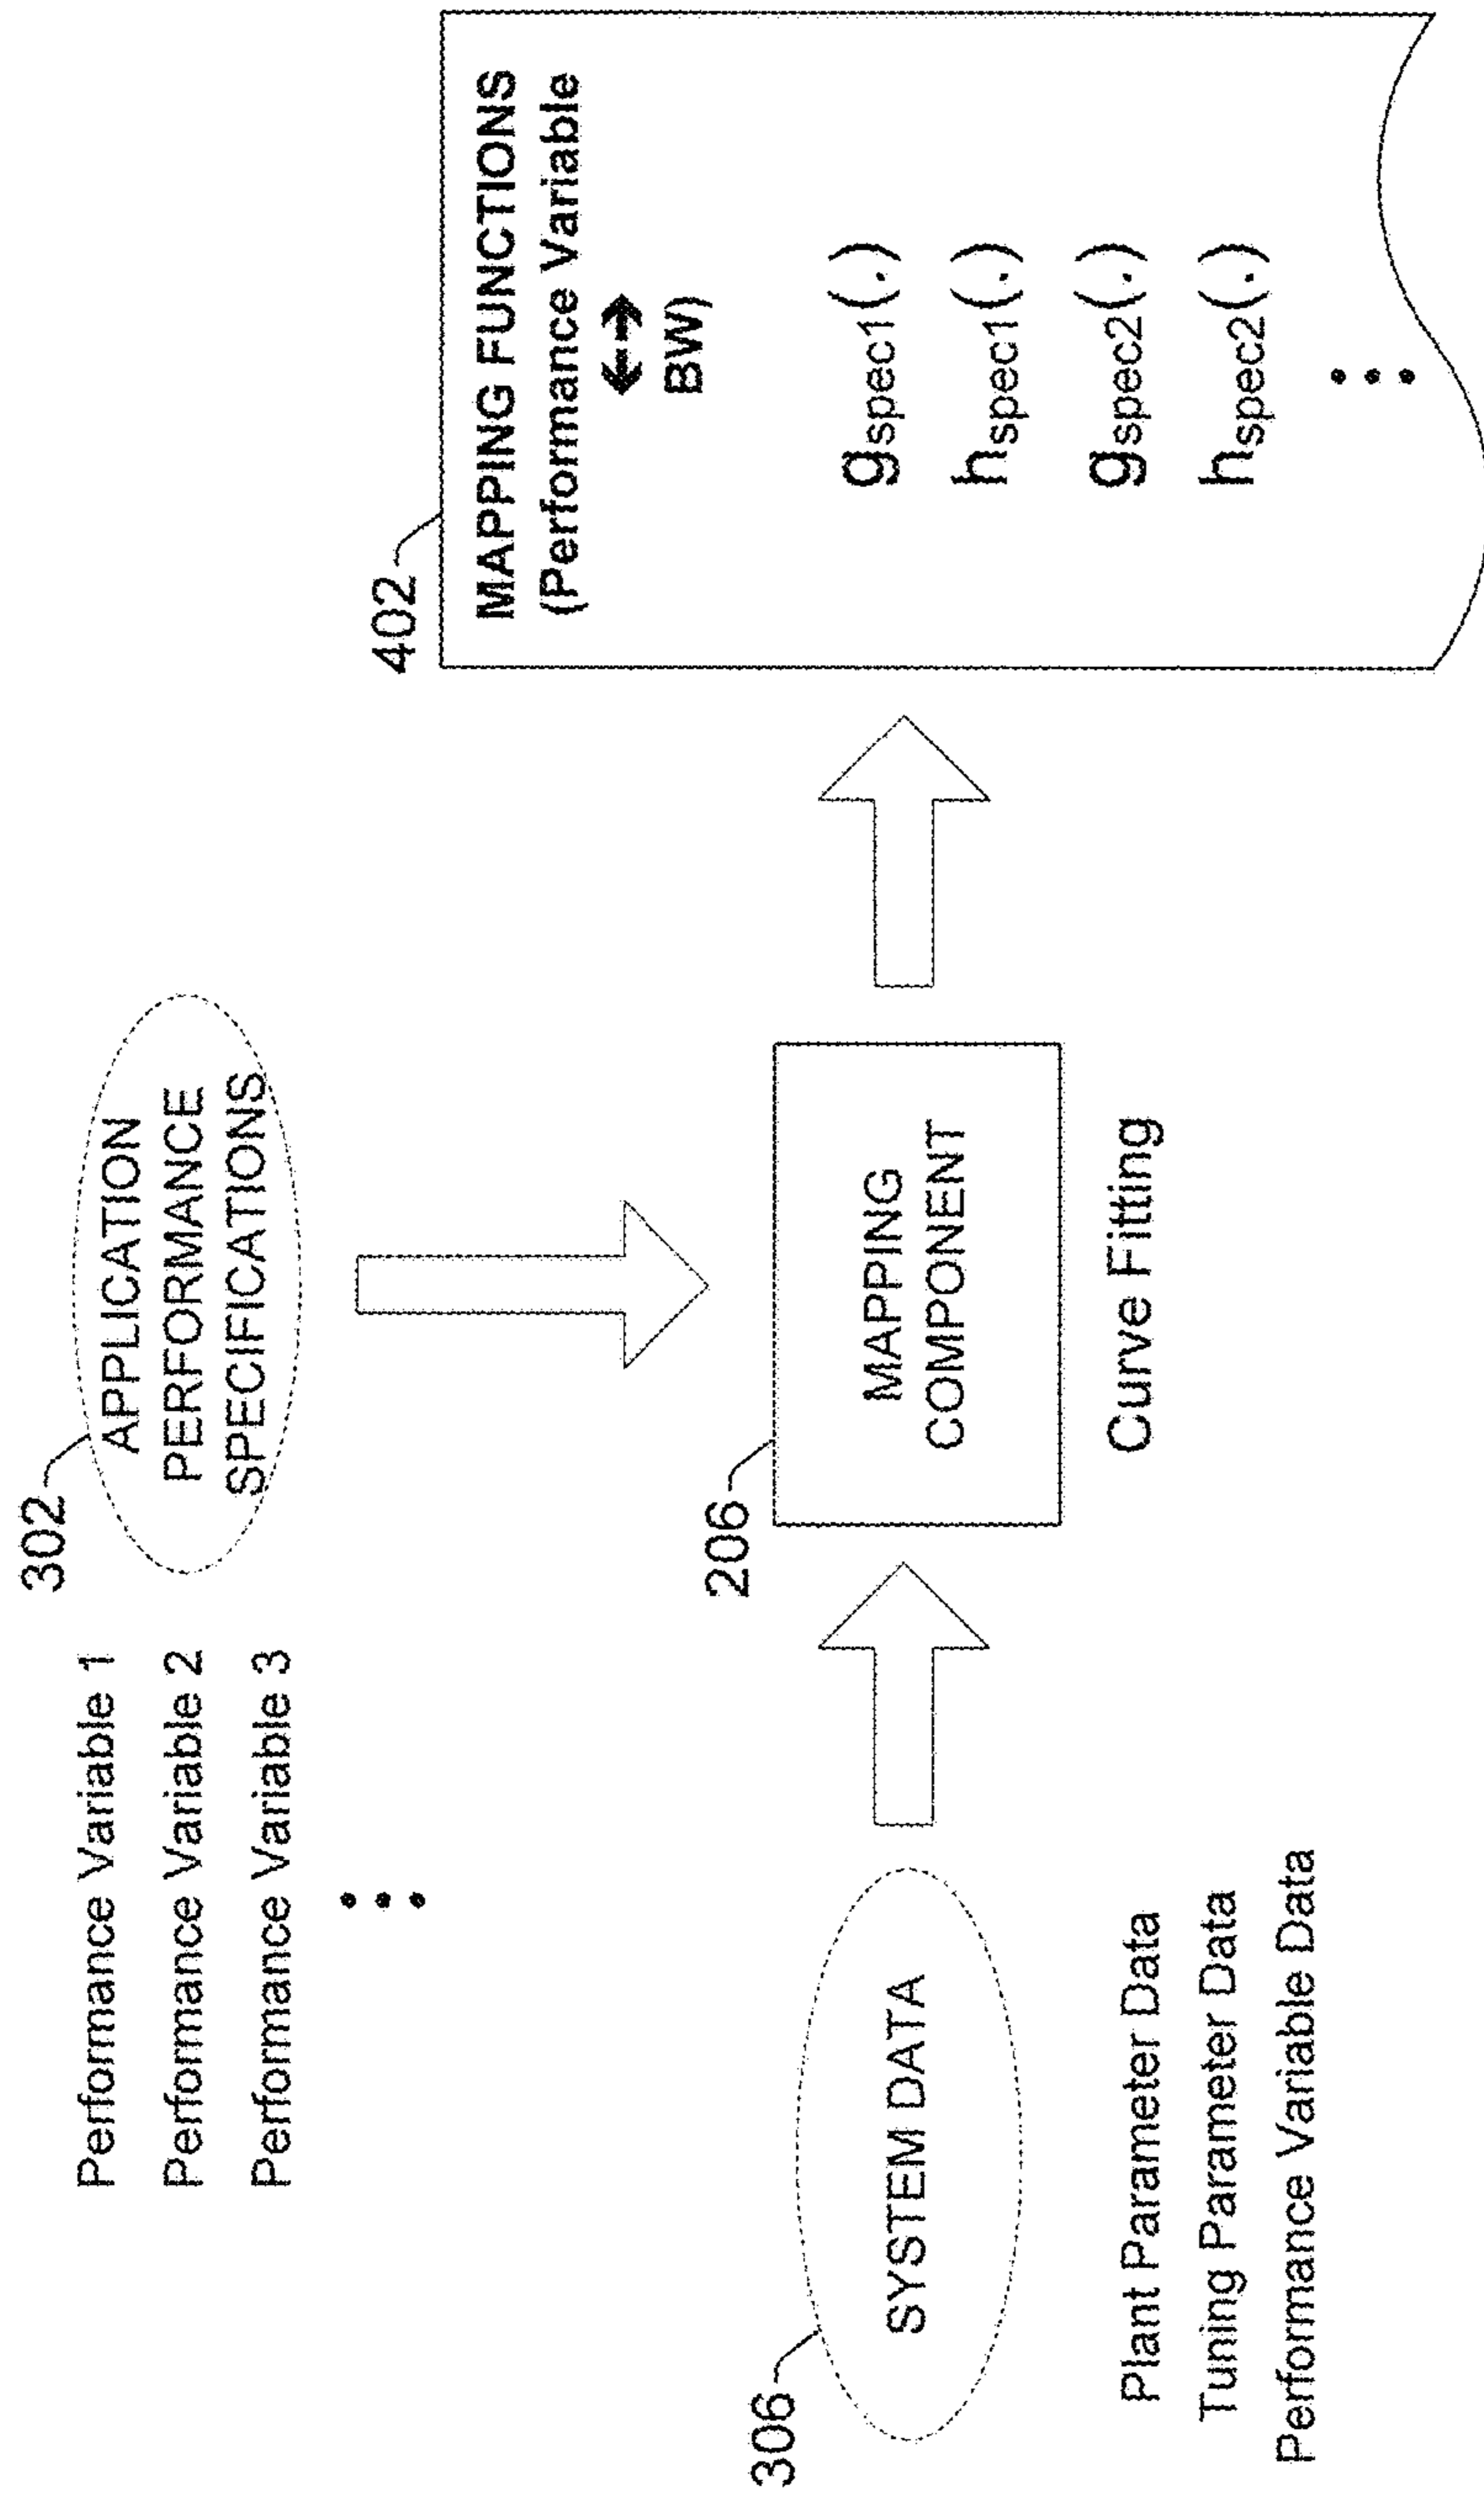 302
APPLICATION
PERFORMANCE
SPECIFICATIONS
Performance Variable 1
Performance Variable 2
Performance Variable 3
306
SYSTEM DATA
Plant Parameter Data
Tuning Parameter Data
Performance Variable Data
206
MAPPING
COMPONENT
Curve Fitting
402
MAPPING FUNCTIONS
(Performance Variable
↔
BW)
gspec1(.)
hspec1(.)
gspec2(.)
hspec2(.)